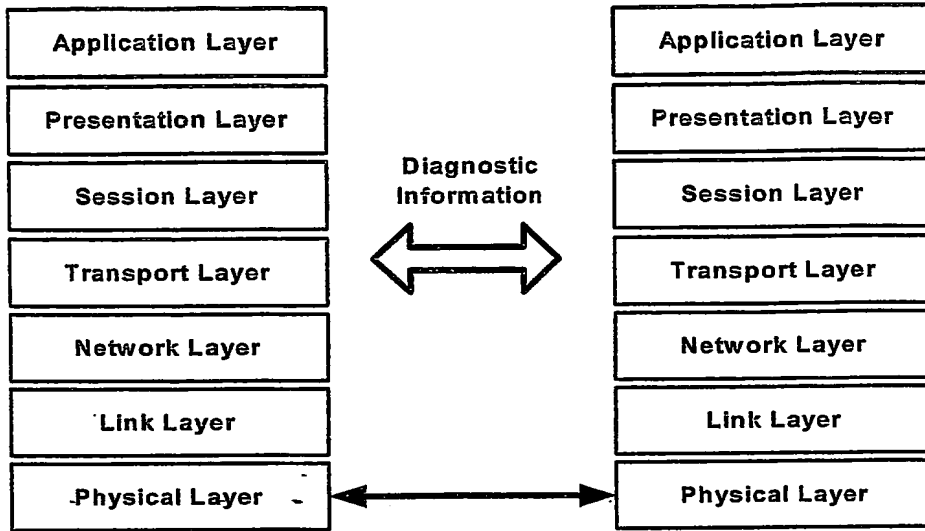 Application Layer
Presentation Layer
Session Layer
Transport Layer
Network Layer
Link Layer
Physical Layer
Diagnostic
Information
Application Layer
Presentation Layer
Session Layer
Transport Layer
Network Layer
Link Layer
Physical Layer